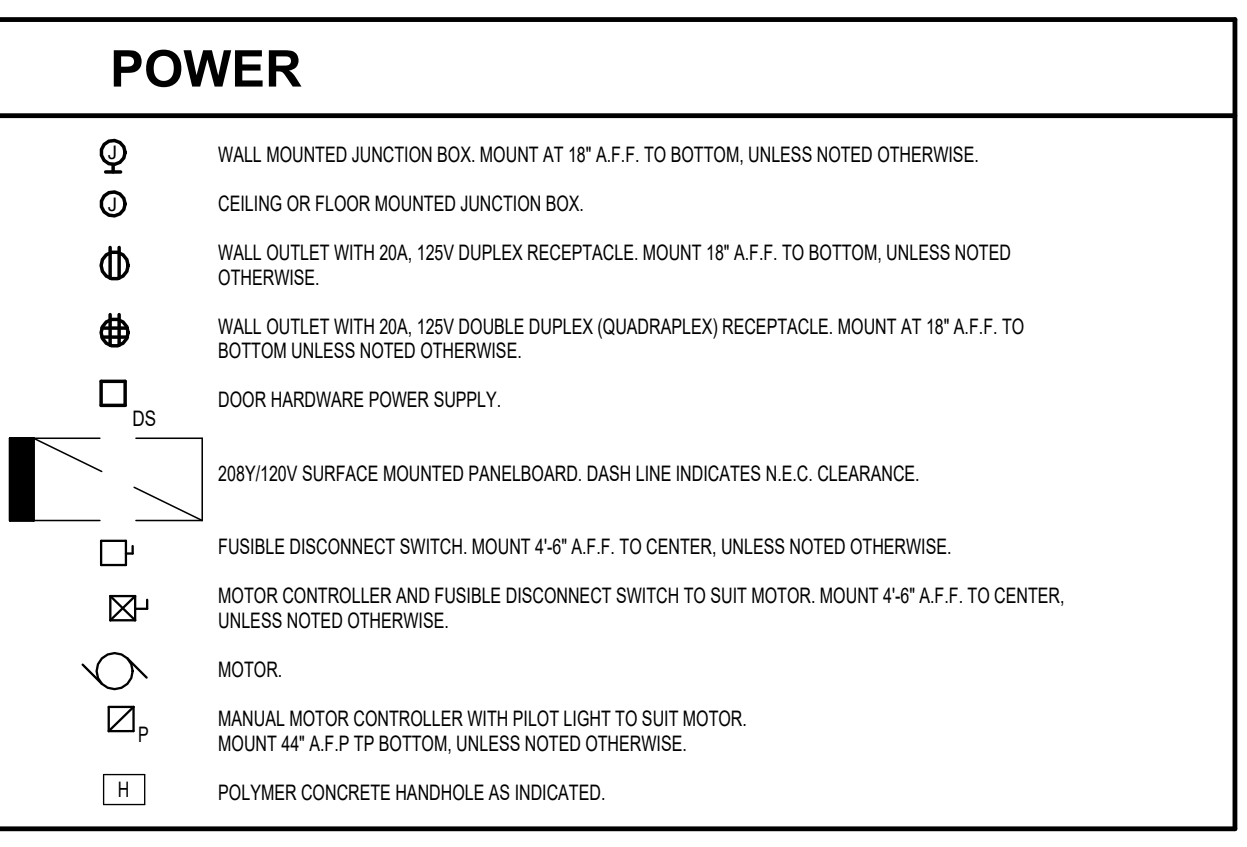 POWER
J WALL MOUNTED JUNCTION BOX. MOUNT AT 18" A.F.F. TO BOTTOM, UNLESS NOTED OTHERWISE.
J CEILING OR FLOOR MOUNTED JUNCTION BOX.
WALL OUTLET WITH 20A, 125V DUPLEX RECEPTACLE. MOUNT 18" A.F.F. TO BOTTOM, UNLESS NOTED
OTHERWISE.
WALL OUTLET WITH 20A, 125V DOUBLE DUPLEX (QUADRAPLEX) RECEPTACLE. MOUNT AT 18" A.F.F. TO
BOTTOM UNLESS NOTED OTHERWISE.
DS DOOR HARDWARE POWER SUPPLY.
208Y/120V SURFACE MOUNTED PANELBOARD. DASH LINE INDICATES N.E.C. CLEARANCE.
FUSIBLE DISCONNECT SWITCH. MOUNT 4'-6" A.F.F. TO CENTER, UNLESS NOTED OTHERWISE.
MOTOR CONTROLLER AND FUSIBLE DISCONNECT SWITCH TO SUIT MOTOR. MOUNT 4'-6" A.F.F. TO CENTER,
UNLESS NOTED OTHERWISE.
MOTOR.
P MANUAL MOTOR CONTROLLER WITH PILOT LIGHT TO SUIT MOTOR.
MOUNT 44" A.F.P TP BOTTOM, UNLESS NOTED OTHERWISE.
H POLYMER CONCRETE HANDHOLE AS INDICATED.